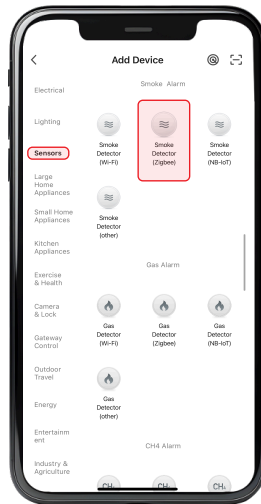 Add Device
Electrical
Lighting
Sensors
Large
Home
Appliances
Small Home
Appliances
Kitchen
Appliances
Exercise
& Health
Camera
& Lock
Gateway
Control
Outdoor
Travel
Energy
Entertainm
ent
Industry &
Agriculture
Smoke Alarm
Smoke
Detector
(Wi-Fi)
Smoke
Detector
(Zigbee)
Smoke
Detector
(NB-IoT)
Smoke
Detector
(other)
Gas Alarm
Gas
Detector
(Wi-Fi)
Gas
Detector
(Zigbee)
Gas
Detector
(NB-IoT)
Gas
Detector
(other)
CH4 Alarm
CH₄
CH₄
CH₄